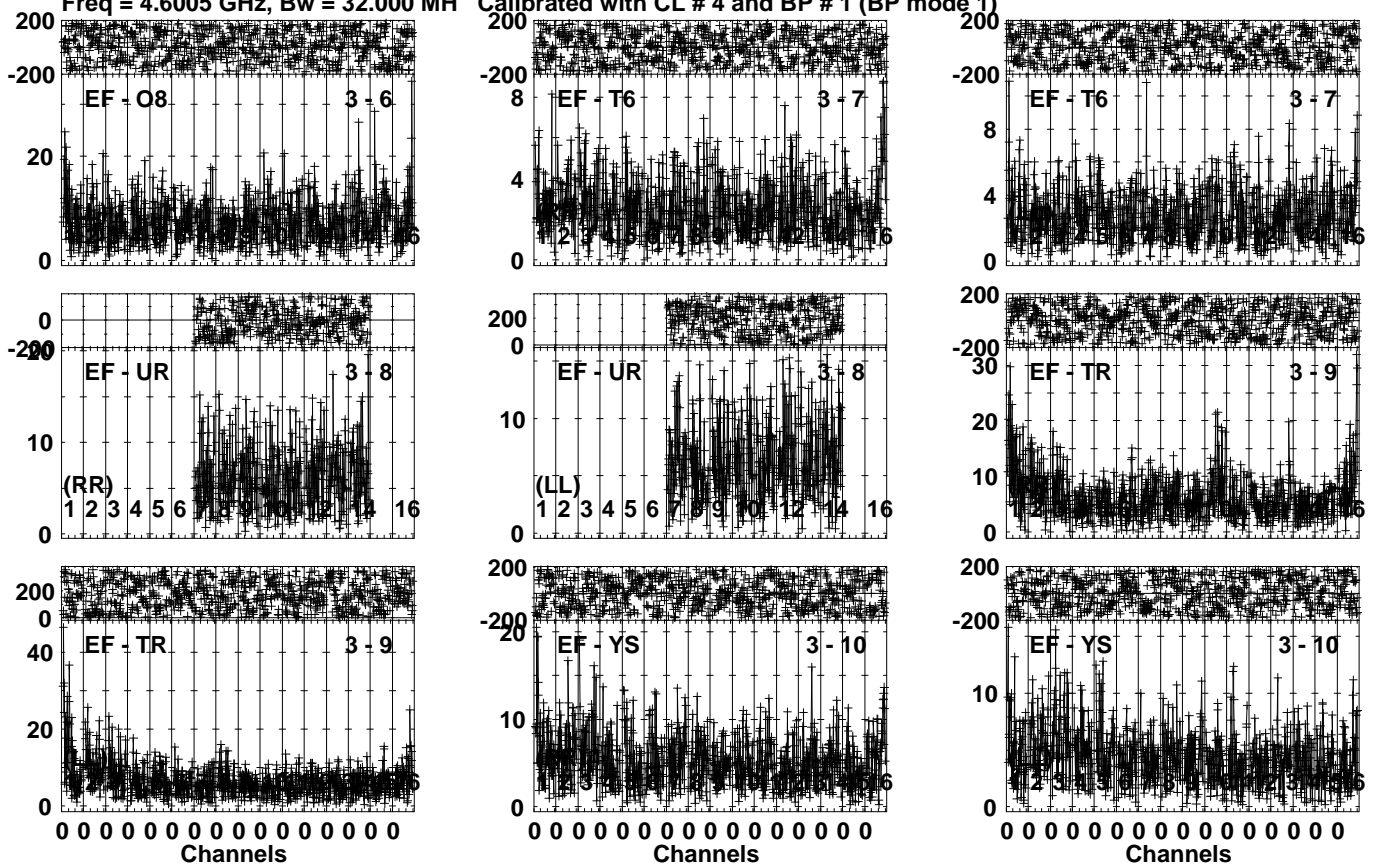 Freq = 4.6005 GHz, Bw = 32.000 MH Calibrated with CL # 4 and BP # 1 (BP mode 1)
200 200 200
-200 -200
EF - O8 3 - 6 EF - T6 3 - 7 EF - T6 3 - 7
8 8
20 4 4
0 0 0
0 200 200
-200 0 -200
20 30
EF - UR 3 - 8 EF - UR 3 - 8 EF - TR 3 - 9
20
10 10 10
(RR) (LL)
1 2 3 4 5 6 7 8 9 10 12 14 16 1 2 3 4 5 6 7 8 9 10 12 14 16
0 0 0
200 200 200
0 -200 -200
20
EF - TR 3 - 9 EF - YS 3 - 10 EF - YS 3 - 10
40
20 10 10
0 0 0
0 0 0 0 0 0 0 0 0 0 0 0 0 0 0 0 0 0 0 0 0 0 0 0 0 0 0 0 0 0 0 0 0 0 0 0 0 0 0 0 0 0 0 0 0 0 0 0
Channels Channels Channels